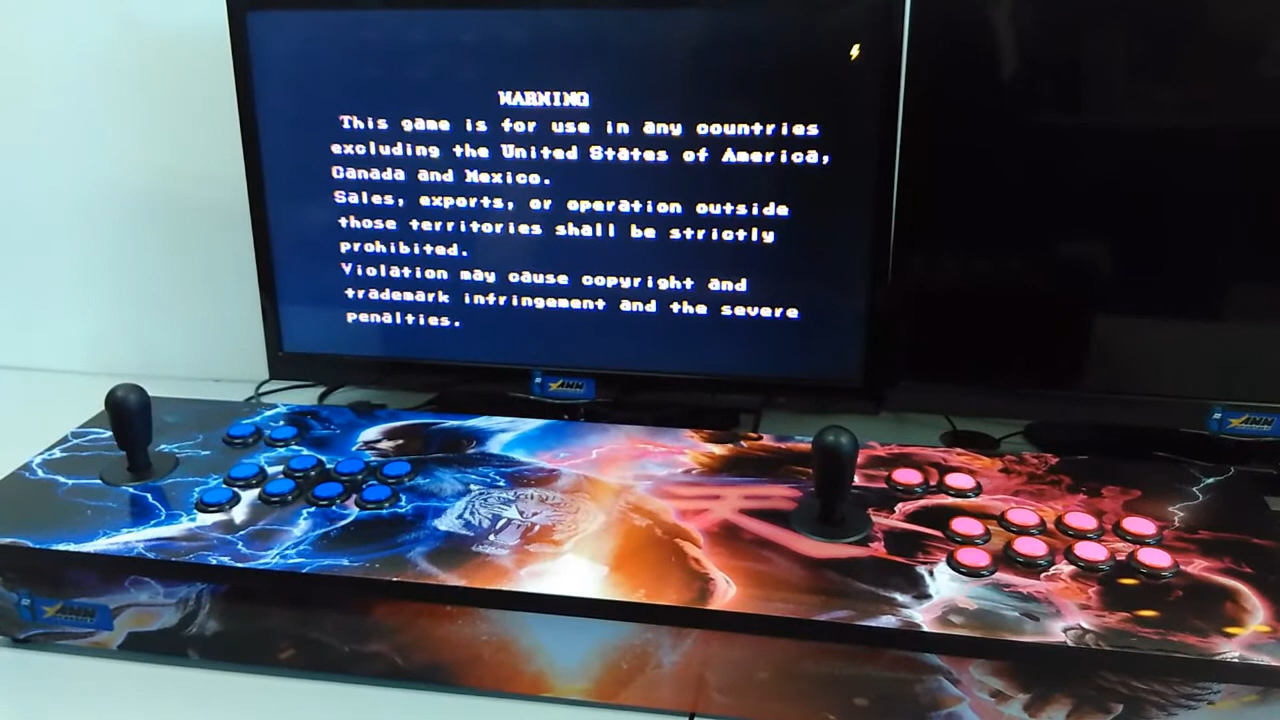 WARNING
This game is for use in any countries
excluding the United States of America,
Canada and Mexico.
Sales, exports, or operation outside
those territories shall be strictly
prohibited.
Violation may cause copyright and
trademark infringement and the severe
penalties.
天